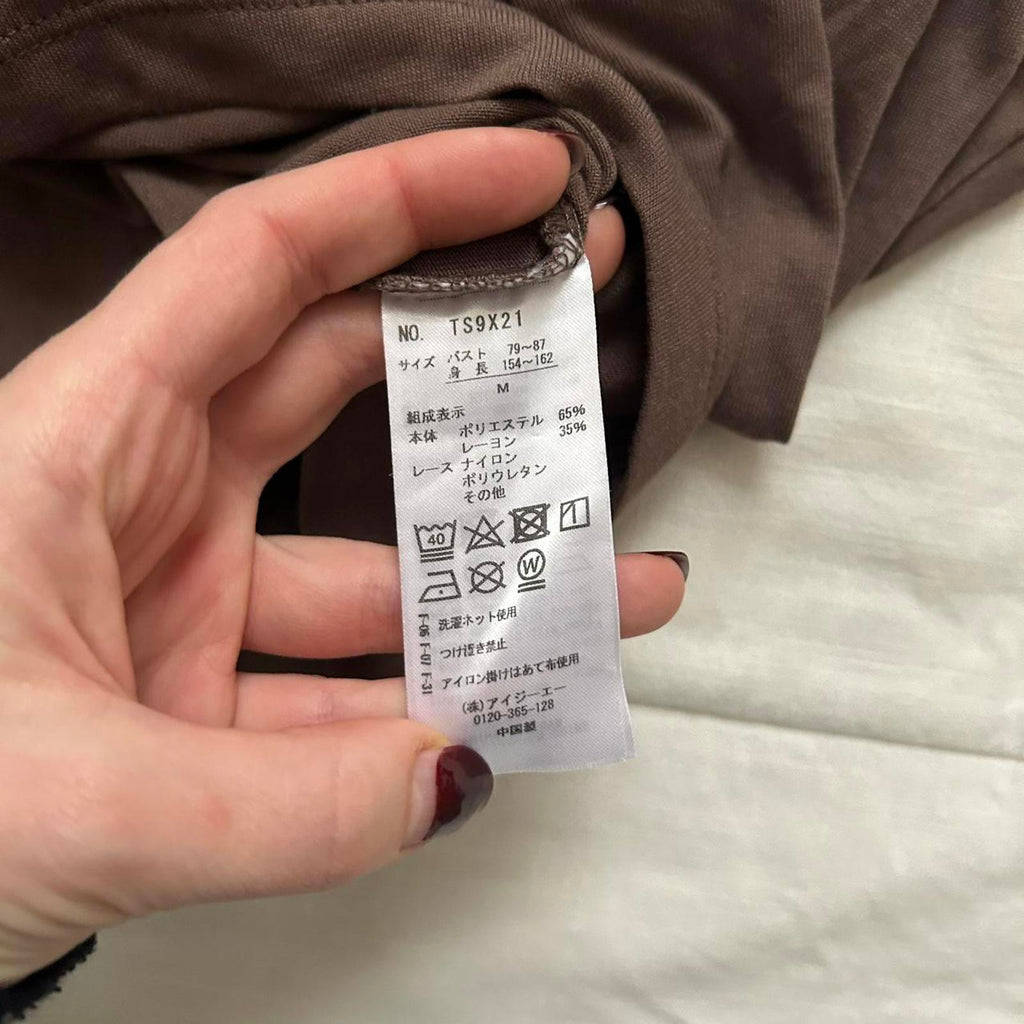 NO. TS9X21
サイズ バスト 79～87
身 長 154～162
M
組成表示
本体 ポリエステル 65%
レーヨン 35%
レース ナイロン
ポリウレタン
その他
40
W
F-06 F-07 F-31
洗濯ネット使用
つけ置き禁止
アイロン掛けはあて布使用
(株)アイジーエー
0120-365-128
中国製